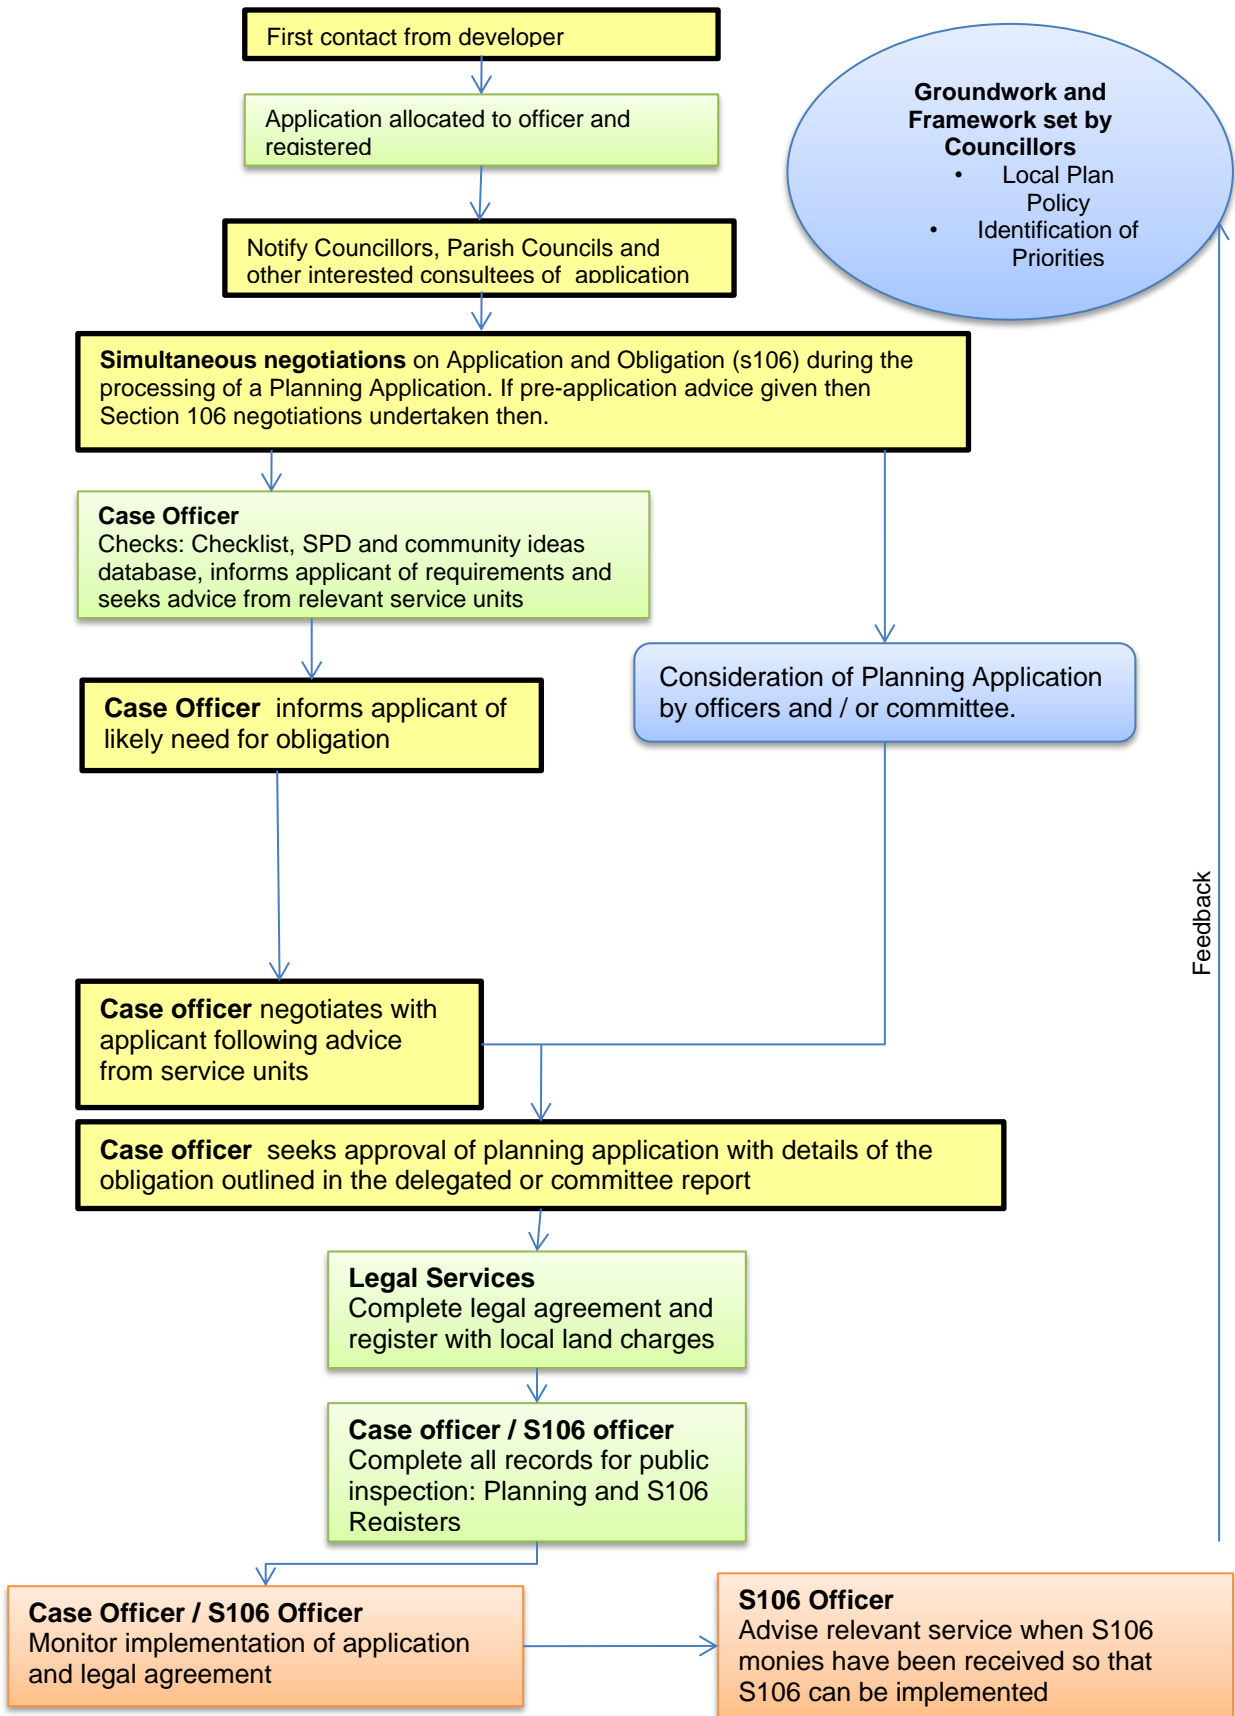 First contact from developer
Application allocated to officer and
registered
Groundwork and
Framework set by
Councillors
• Local Plan
Policy
• Identification of
Priorities
Notify Councillors, Parish Councils and
other interested consultees of application
Simultaneous negotiations on Application and Obligation (s106) during the
processing of a Planning Application. If pre-application advice given then
Section 106 negotiations undertaken then.
Case Officer
Checks: Checklist, SPD and community ideas
database, informs applicant of requirements and
seeks advice from relevant service units
Consideration of Planning Application
by officers and / or committee.
Case Officer informs applicant of
likely need for obligation
Feedback
Case officer negotiates with
applicant following advice
from service units
Case officer seeks approval of planning application with details of the
obligation outlined in the delegated or committee report
Legal Services
Complete legal agreement and
register with local land charges
Case officer / S106 officer
Complete all records for public
inspection: Planning and S106
Registers
Case Officer / S106 Officer
Monitor implementation of application
and legal agreement
S106 Officer
Advise relevant service when S106
monies have been received so that
S106 can be implemented